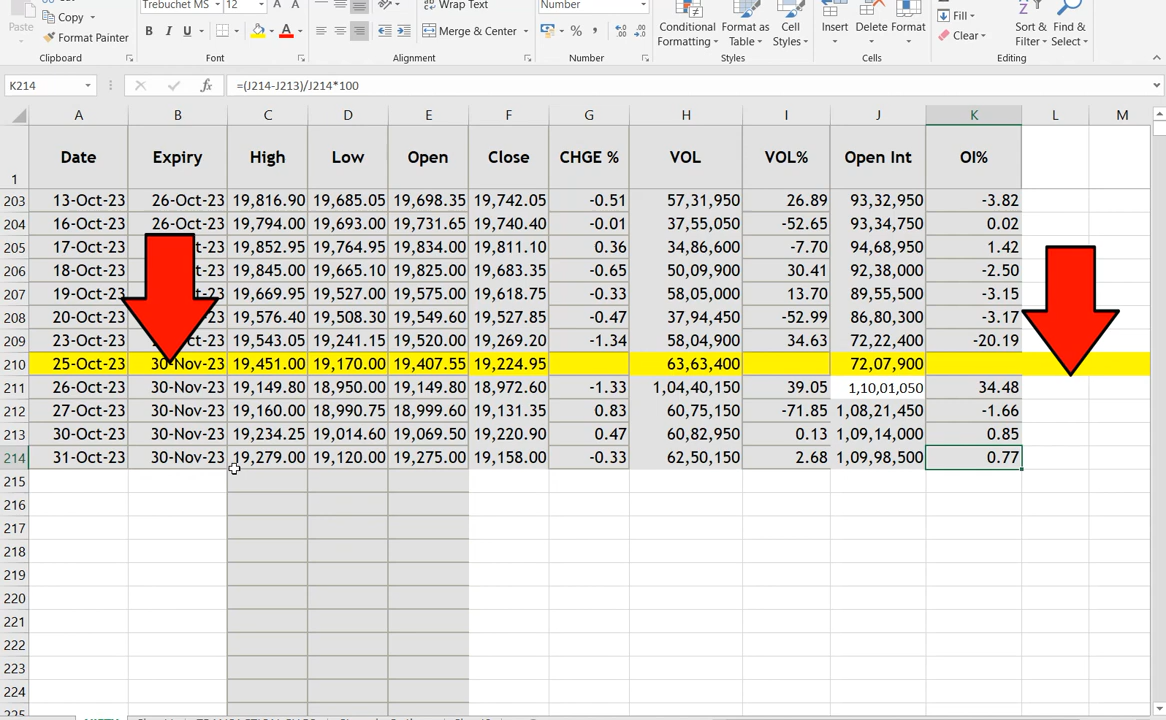 Paste
Copy
Format Painter
Trebuchet MS
12
A
A
B
I
U
A
Wrap Text
Merge & Center
Number
%
Conditional
Formatting
Format as
Table
Cell
Styles
Insert
Delete
Format
Fill
Clear
Sort &
Filter
Find &
Select
Clipboard
Font
Alignment
Number
Styles
Cells
Editing
K214
fx
=(J214-J213)/J214*100
A B C D E F G H I J K L M
1 Date Expiry High Low Open Close CHGE % VOL VOL% Open Int OI%
203 13-Oct-23 26-Oct-23 19,816.90 19,685.05 19,698.35 19,742.05 -0.51 57,31,950 26.89 93,32,950 -3.82
204 16-Oct-23 26-Oct-23 19,794.00 19,693.00 19,731.65 19,740.40 -0.01 37,55,050 -52.65 93,34,750 0.02
205 17-Oct-23 19,852.95 19,764.95 19,834.00 19,811.10 0.36 34,86,600 -7.70 94,68,950 1.42
206 18-Oct-23 19,845.00 19,665.10 19,825.00 19,683.35 -0.65 50,09,900 30.41 92,38,000 -2.50
207 19-Oct-23 19,669.95 19,527.00 19,575.00 19,618.75 -0.33 58,05,000 13.70 89,55,500 -3.15
208 20-Oct-23 19,576.40 19,508.30 19,549.60 19,527.85 -0.47 37,94,450 -52.99 86,80,300 -3.17
209 23-Oct-23 19,543.05 19,241.15 19,520.00 19,269.20 -1.34 58,04,900 34.63 72,22,400 -20.19
210 25-Oct-23 30-Nov-23 19,451.00 19,170.00 19,407.55 19,224.95 63,63,400 72,07,900
211 26-Oct-23 30-Nov-23 19,149.80 18,950.00 19,149.80 18,972.60 -1.33 1,04,40,150 39.05 1,10,01,050 34.48
212 27-Oct-23 30-Nov-23 19,160.00 18,990.75 18,999.60 19,131.35 0.83 60,75,150 -71.85 1,08,21,450 -1.66
213 30-Oct-23 30-Nov-23 19,234.25 19,014.60 19,069.50 19,220.90 0.47 60,82,950 0.13 1,09,14,000 0.85
214 31-Oct-23 30-Nov-23 19,279.00 19,120.00 19,275.00 19,158.00 -0.33 62,50,150 2.68 1,09,98,500 0.77
215
216
217
218
219
220
221
222
223
224
225